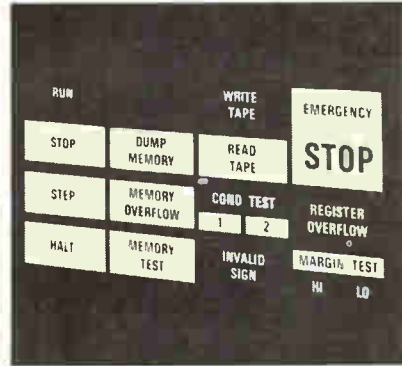 RUN
WRITE
TAPE
EMERGENCY
STOP
STOP
DUMP
MEMORY
READ
TAPE
STEP
MEMORY
OVERFLOW
COND TEST
1 2
REGISTER
OVERFLOW
HALT
MEMORY
TEST
INVALID
SIGN
MARGIN TEST
HI LO